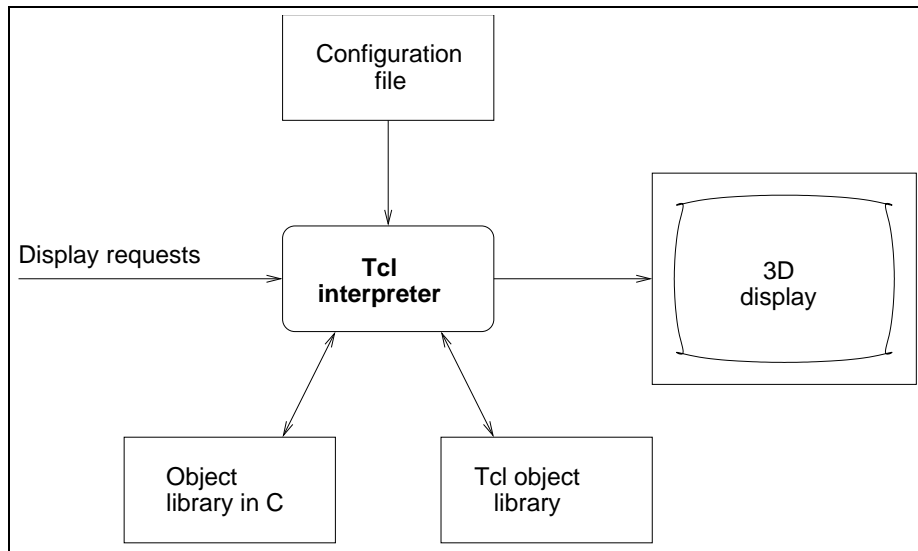 Configuration
file
Display requests
Tcl
interpreter
3D
display
Object
library in C
Tcl object
library